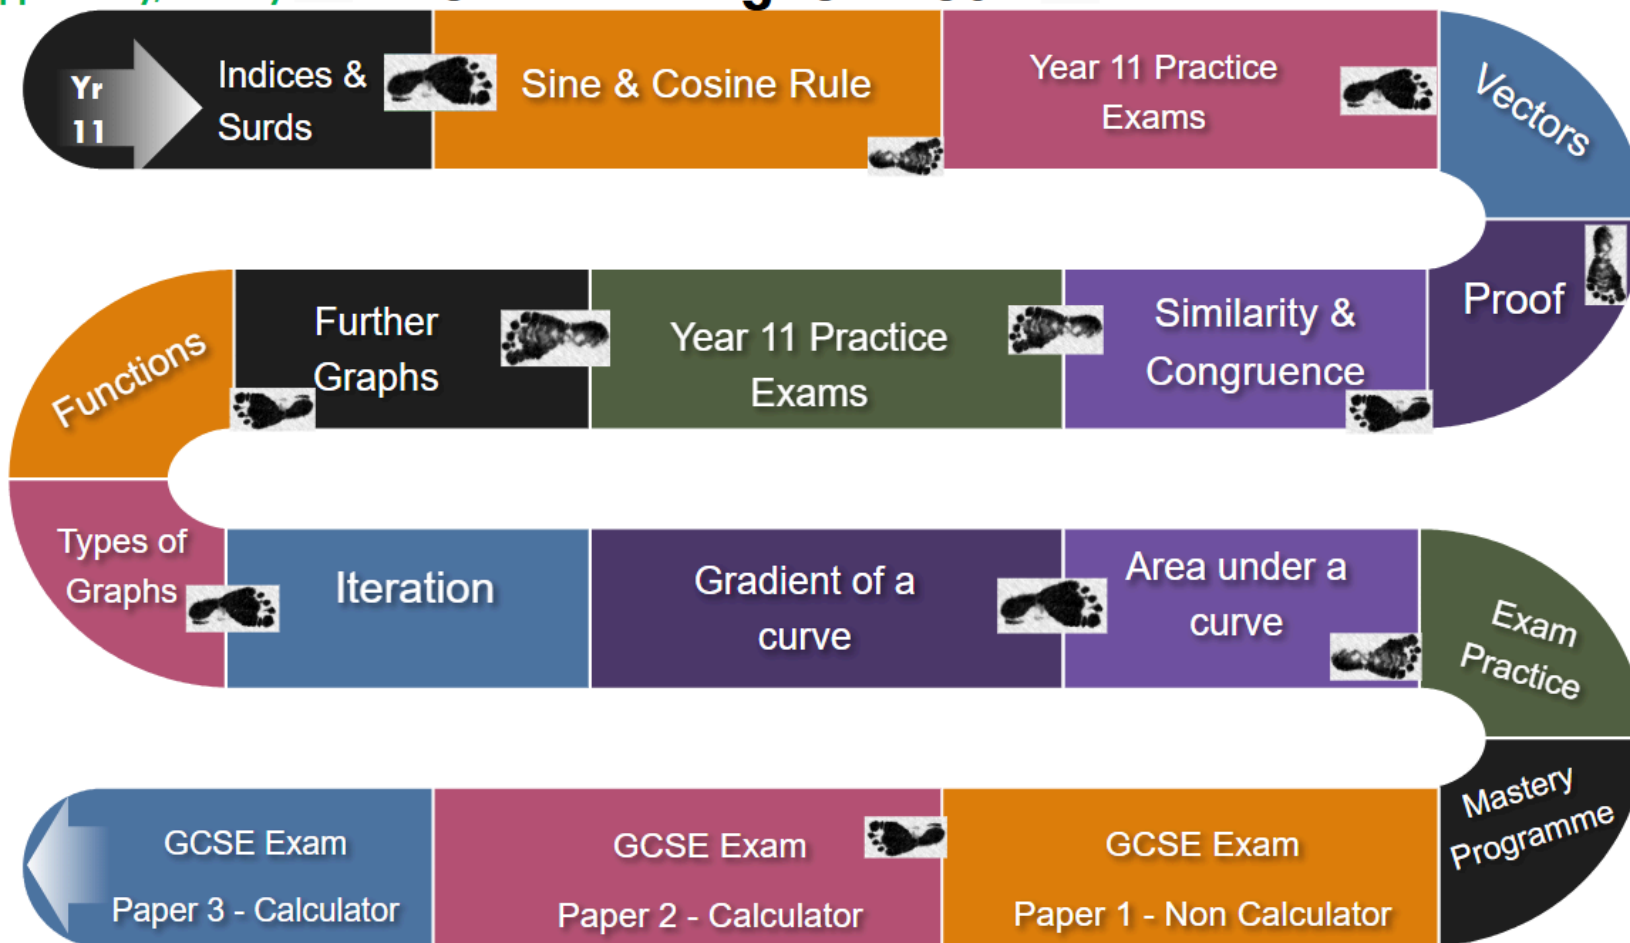 Yr
11
Indices &
Surds
Sine & Cosine Rule
Year 11 Practice
Exams
Vectors
Proof
Similarity &
Congruence
Year 11 Practice
Exams
Further
Graphs
Functions
Types of
Graphs
Iteration
Gradient of a
curve
Area under a
curve
Exam
Practice
Mastery
Programme
GCSE Exam
Paper 1 - Non Calculator
GCSE Exam
Paper 2 - Calculator
GCSE Exam
Paper 3 - Calculator